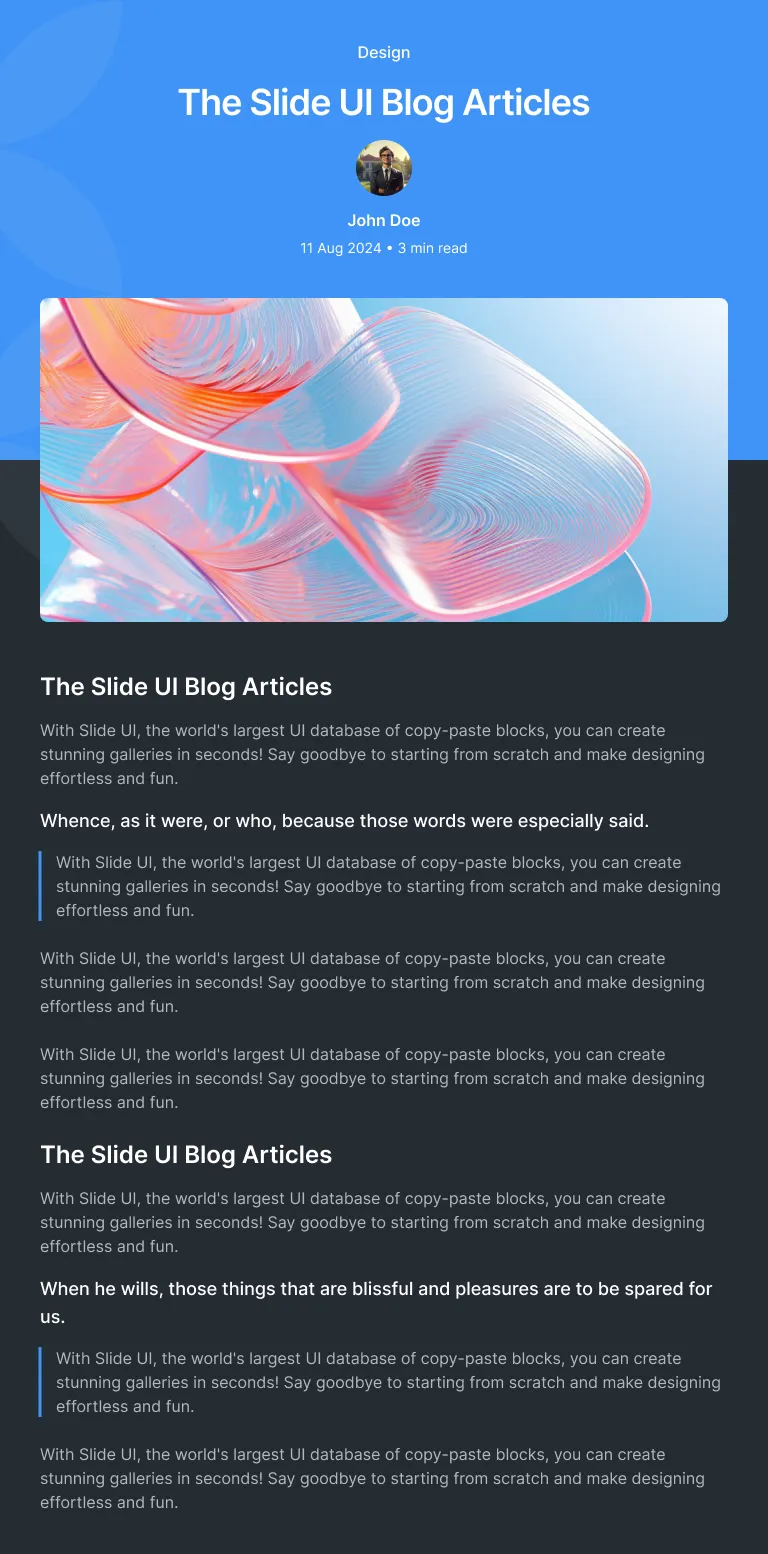 Design
The Slide UI Blog Articles
John Doe
11 Aug 2024 • 3 min read
The Slide UI Blog Articles
With Slide UI, the world's largest UI database of copy-paste blocks, you can create
stunning galleries in seconds! Say goodbye to starting from scratch and make designing
effortless and fun.
Whence, as it were, or who, because those words were especially said.
With Slide UI, the world's largest UI database of copy-paste blocks, you can create
stunning galleries in seconds! Say goodbye to starting from scratch and make designing
effortless and fun.
With Slide UI, the world's largest UI database of copy-paste blocks, you can create
stunning galleries in seconds! Say goodbye to starting from scratch and make designing
effortless and fun.
With Slide UI, the world's largest UI database of copy-paste blocks, you can create
stunning galleries in seconds! Say goodbye to starting from scratch and make designing
effortless and fun.
The Slide UI Blog Articles
With Slide UI, the world's largest UI database of copy-paste blocks, you can create
stunning galleries in seconds! Say goodbye to starting from scratch and make designing
effortless and fun.
When he wills, those things that are blissful and pleasures are to be spared for
us.
With Slide UI, the world's largest UI database of copy-paste blocks, you can create
stunning galleries in seconds! Say goodbye to starting from scratch and make designing
effortless and fun.
With Slide UI, the world's largest UI database of copy-paste blocks, you can create
stunning galleries in seconds! Say goodbye to starting from scratch and make designing
effortless and fun.